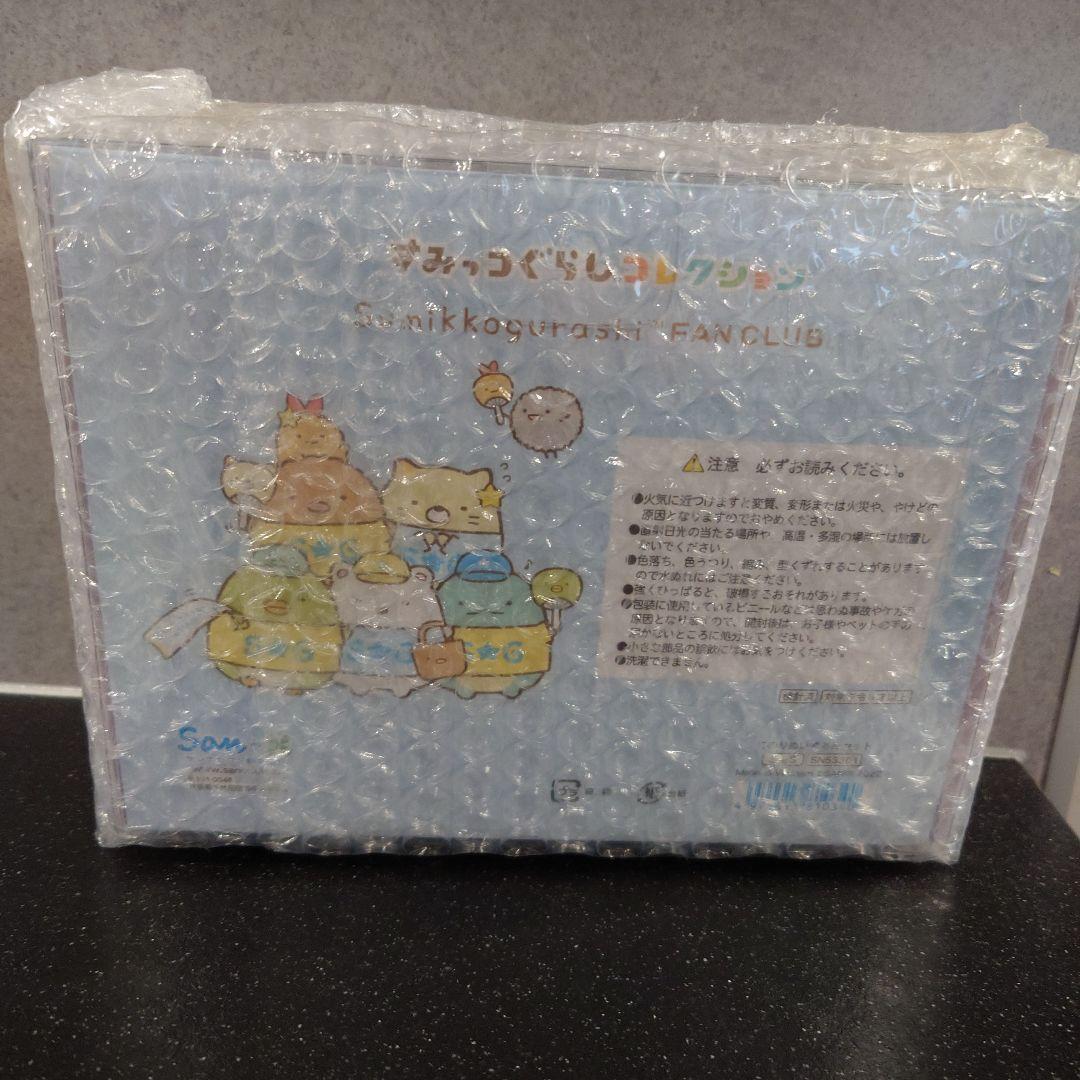 すみっコぐらしコレクション
Sumikkogurashi™ FAN CLUB
⚠注意 必ずお読みください。
●火気に近づけますと変質、変形または火災や、やけどの
原因となりますのでおやめください。
●直射日光の当たる場所や、高温・多湿の場所には放置し
ないでください。
●色落ち、色うつり、縮み、型くずれすることがあります
ので水ぬれにはご注意ください。
●強くひっぱると、破損するおそれがあります。
●包装に使用しているビニールなどは思わぬ事故やケガの
原因となりますので、開封後は、お子様やペットの手の
届かないところに処分してください。
●小さな部品の誤飲にはお気をつけください。
●洗濯できません。
S★G
S★G
S★G
San
プラ
紙